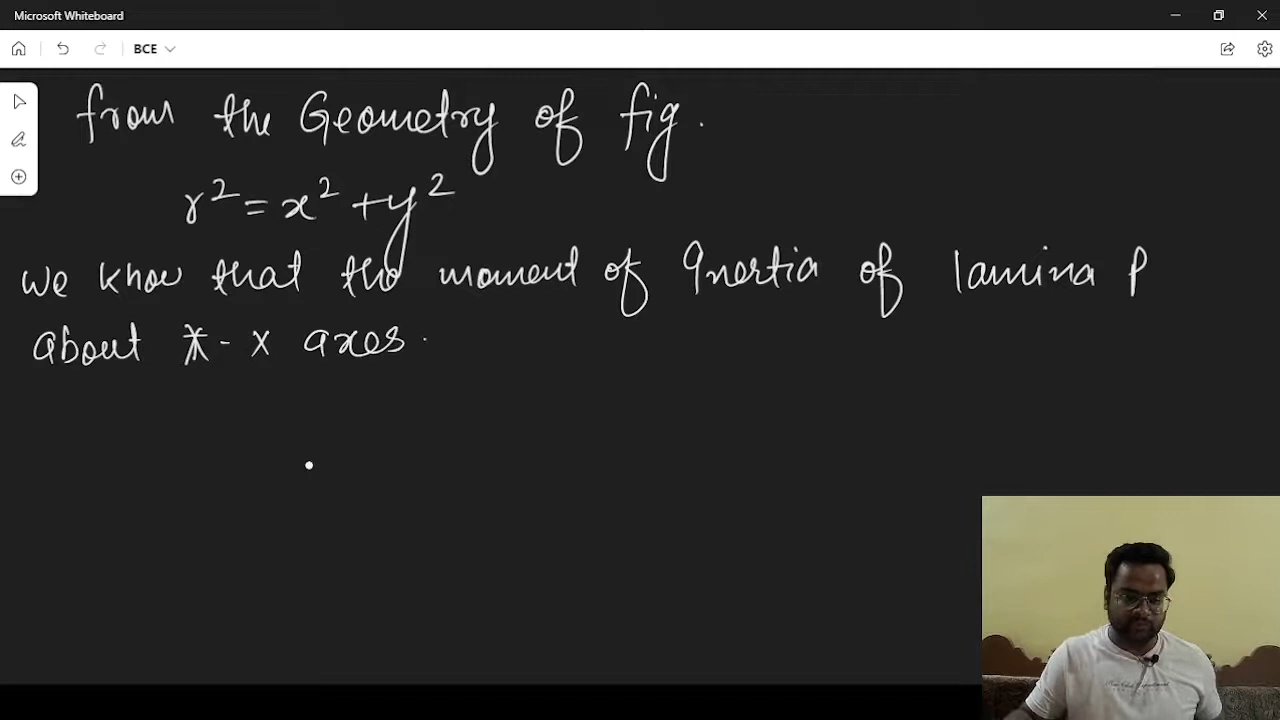 Microsoft Whiteboard
BCE
from the Geometry of fig.
r² = x² + y²
We know that the moment of Inertia of lamina P
about X - X axes.